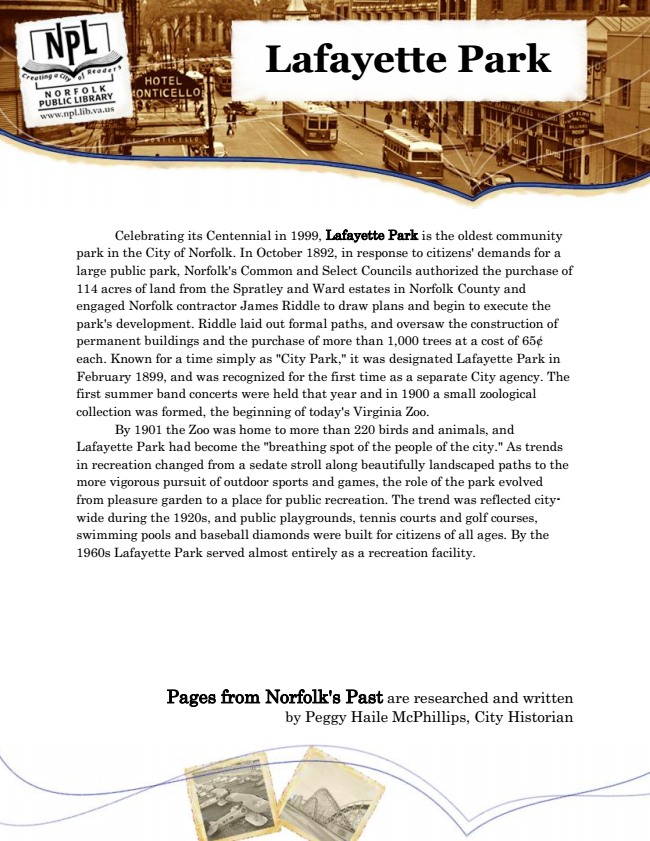 NPL
Creating a City of Readers
NORFOLK
PUBLIC LIBRARY
www.npl.lib.va.us
HOTEL
MONTICELLO
MONTICELLO
Lafayette Park
Celebrating its Centennial in 1999, Lafayette Park is the oldest community
park in the City of Norfolk. In October 1892, in response to citizens' demands for a
large public park, Norfolk's Common and Select Councils authorized the purchase of
114 acres of land from the Spratley and Ward estates in Norfolk County and
engaged Norfolk contractor James Riddle to draw plans and begin to execute the
park's development. Riddle laid out formal paths, and oversaw the construction of
permanent buildings and the purchase of more than 1,000 trees at a cost of 65¢
each. Known for a time simply as "City Park," it was designated Lafayette Park in
February 1899, and was recognized for the first time as a separate City agency. The
first summer band concerts were held that year and in 1900 a small zoological
collection was formed, the beginning of today's Virginia Zoo.
By 1901 the Zoo was home to more than 220 birds and animals, and
Lafayette Park had become the "breathing spot of the people of the city." As trends
in recreation changed from a sedate stroll along beautifully landscaped paths to the
more vigorous pursuit of outdoor sports and games, the role of the park evolved
from pleasure garden to a place for public recreation. The trend was reflected city-
wide during the 1920s, and public playgrounds, tennis courts and golf courses,
swimming pools and baseball diamonds were built for citizens of all ages. By the
1960s Lafayette Park served almost entirely as a recreation facility.
Pages from Norfolk's Past are researched and written
by Peggy Haile McPhillips, City Historian